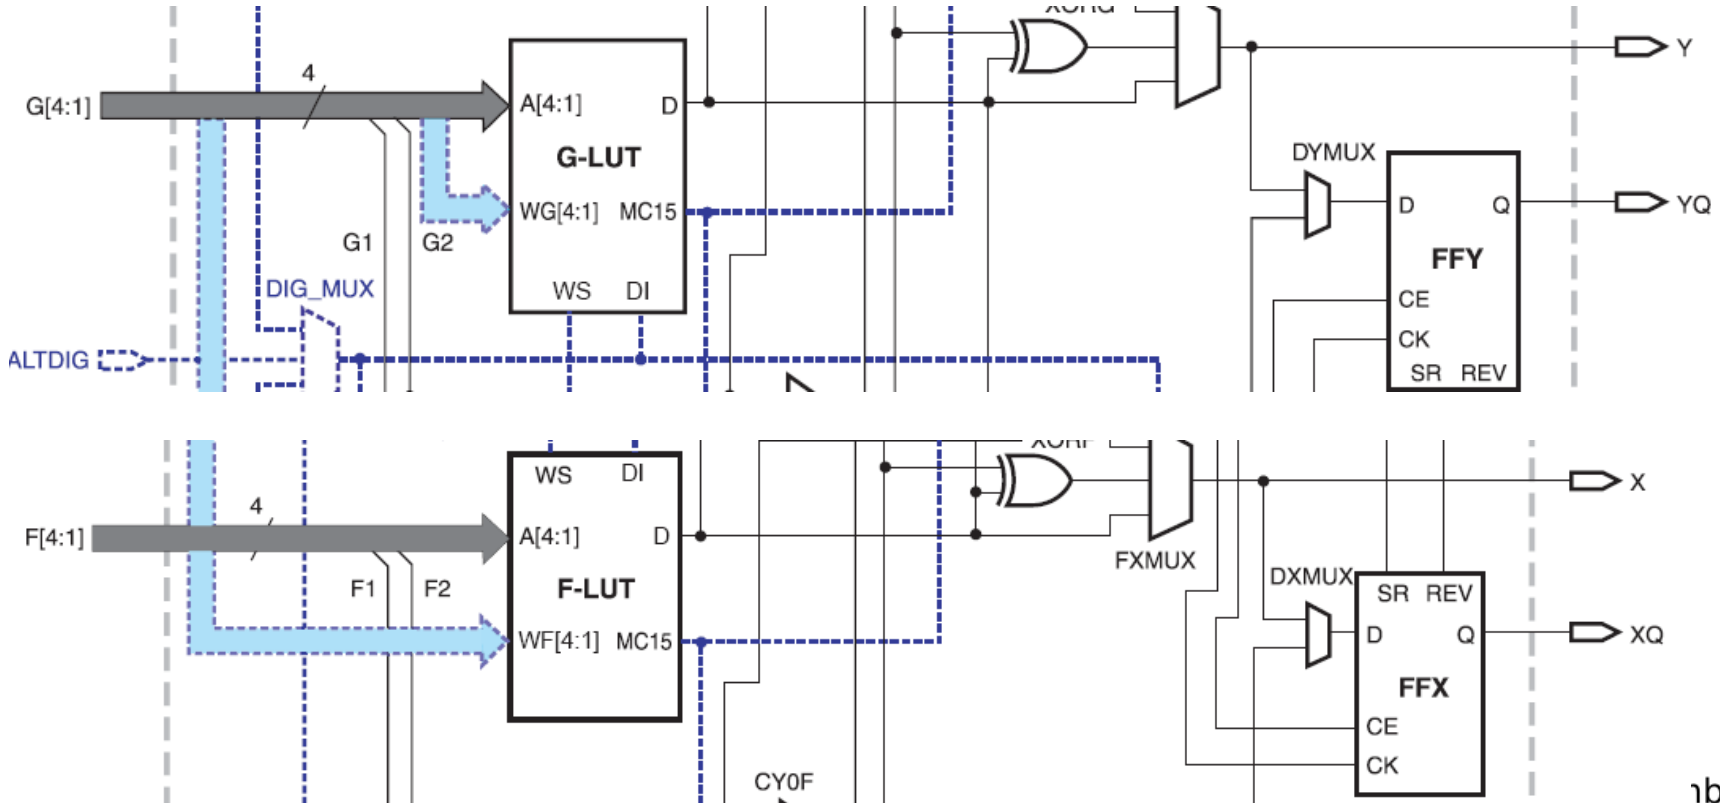 XORG
Y
4
G[4:1]
A[4:1]
D
G-LUT
DYMUX
WG[4:1]
MC15
D
Q
YQ
G1
G2
FFY
WS
DI
DIG_MUX
CE
CK
ALTDIG
SR
REV
XORF
WS
DI
X
4
F[4:1]
A[4:1]
D
FXMUX
F1
F2
F-LUT
DXMUX
SR
REV
WF[4:1]
MC15
D
Q
XQ
FFX
CE
CK
CY0F